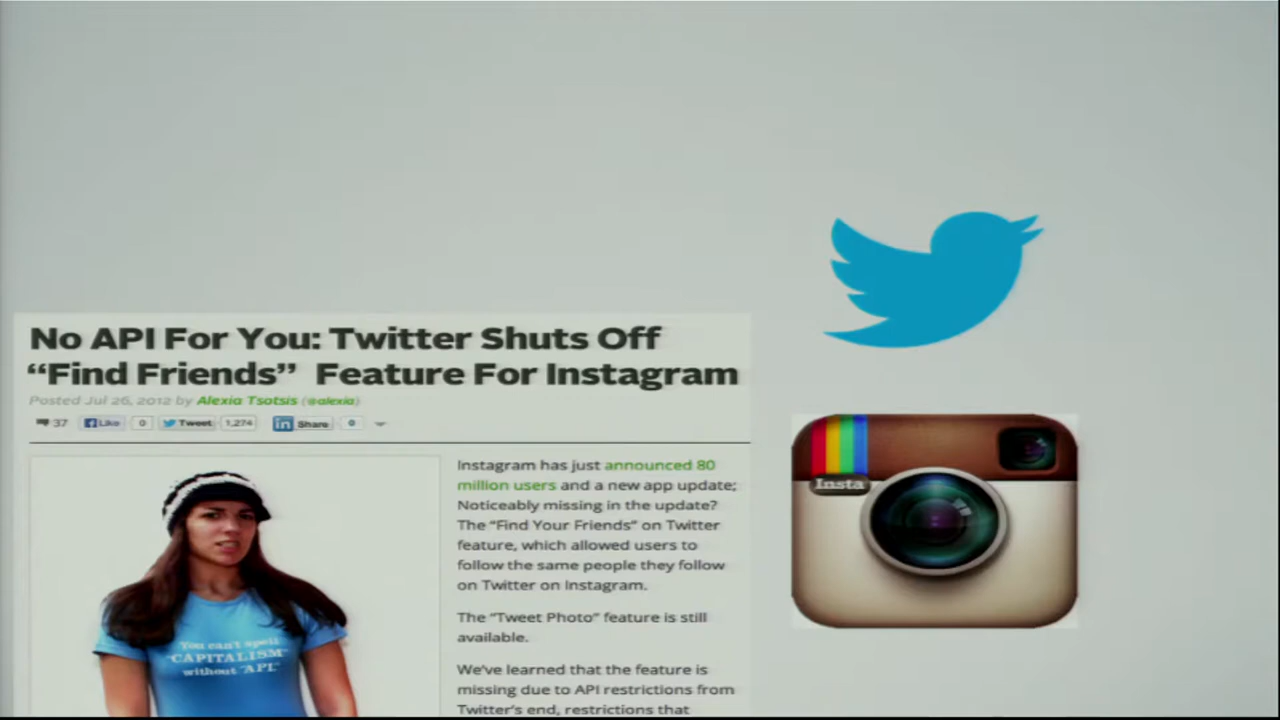 No API For You: Twitter Shuts Off
“Find Friends” Feature For Instagram
Posted Jul 26, 2012 by Alexia Tsotsis (@alexia)
37 Like 0 Tweet 1,274 in Share 0
Instagram has just announced 80
million users and a new app update;
Noticeably missing in the update?
The “Find Your Friends” on Twitter
feature, which allowed users to
follow the same people they follow
on Twitter on Instagram.
The “Tweet Photo” feature is still
available.
We’ve learned that the feature is
missing due to API restrictions from
Twitter’s end, restrictions that
You can't spell
"CAPITALISM"
without "API."
Insta